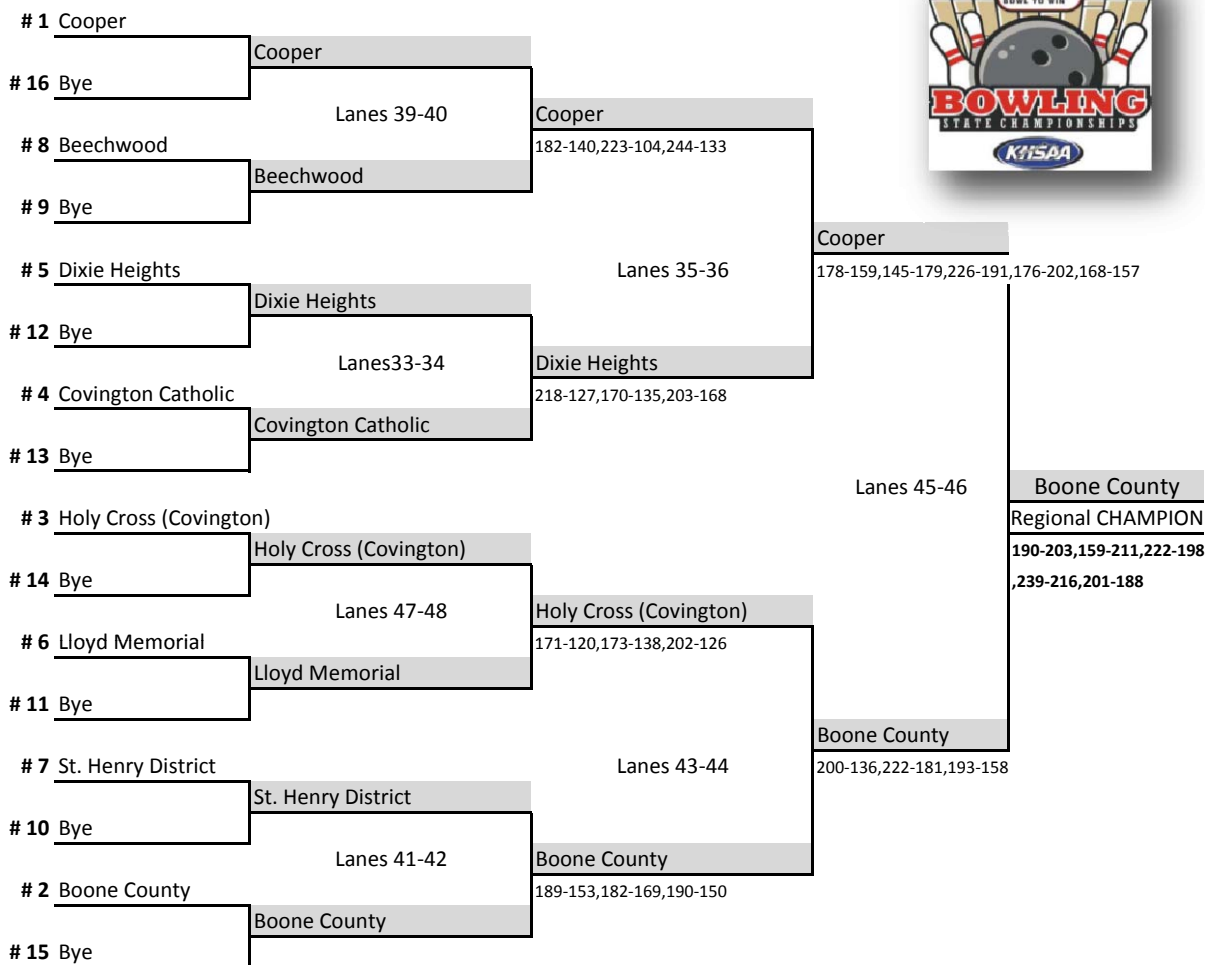 # 1 Cooper
Cooper
# 16 Bye
Lanes 39-40
Cooper
# 8 Beechwood
182-140,223-104,244-133
Beechwood
# 9 Bye
Cooper
# 5 Dixie Heights
Lanes 35-36
178-159,145-179,226-191,176-202,168-157
Dixie Heights
# 12 Bye
Lanes33-34
Dixie Heights
# 4 Covington Catholic
218-127,170-135,203-168
Covington Catholic
# 13 Bye
Lanes 45-46
Boone County
# 3 Holy Cross (Covington)
Regional CHAMPION
Holy Cross (Covington)
190-203,159-211,222-198
# 14 Bye
,239-216,201-188
Lanes 47-48
Holy Cross (Covington)
# 6 Lloyd Memorial
171-120,173-138,202-126
Lloyd Memorial
# 11 Bye
Boone County
# 7 St. Henry District
Lanes 43-44
200-136,222-181,193-158
St. Henry District
# 10 Bye
Lanes 41-42
Boone County
# 2 Boone County
189-153,182-169,190-150
Boone County
# 15 Bye
BOWLING
STATE CHAMPIONSHIPS
KHSAA